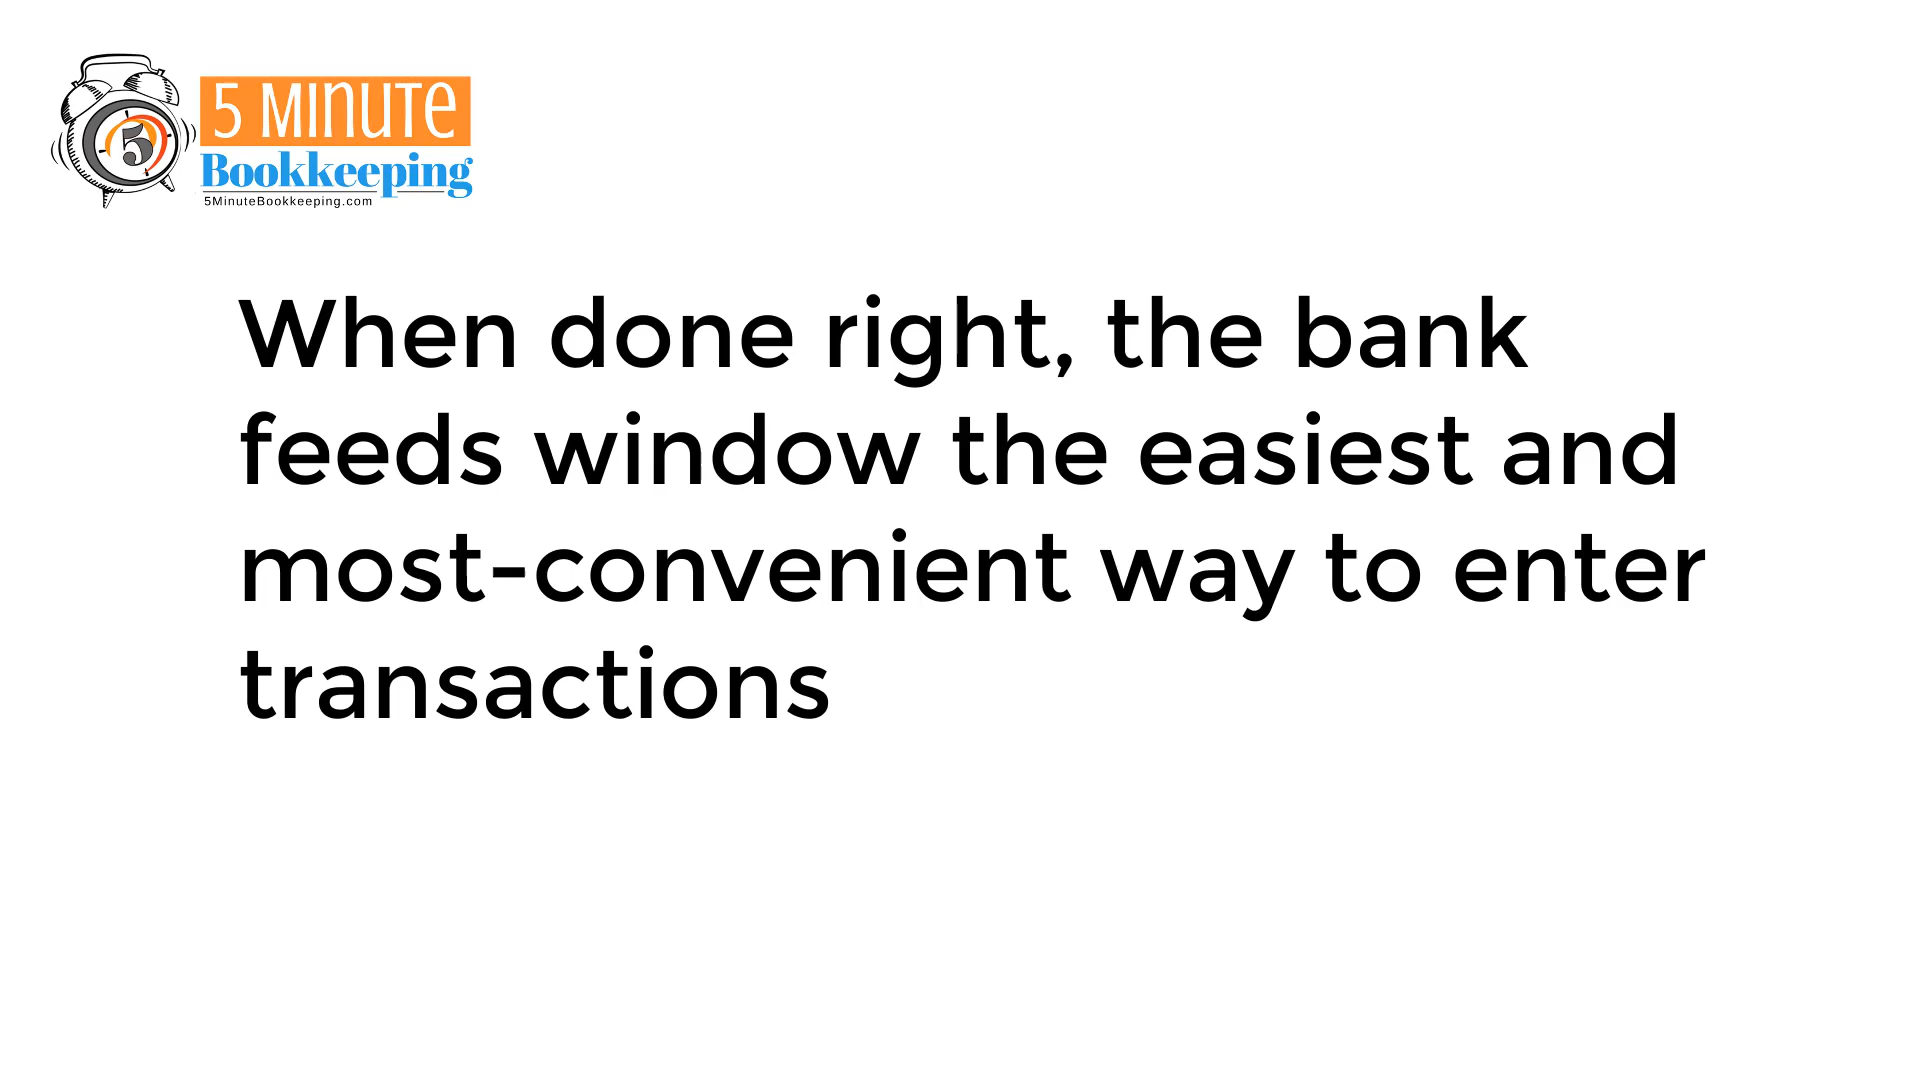 5
5 MINUTE
Bookkeeping
5MinuteBookkeeping.com
When done right, the bank
feeds window the easiest and
most-convenient way to enter
transactions